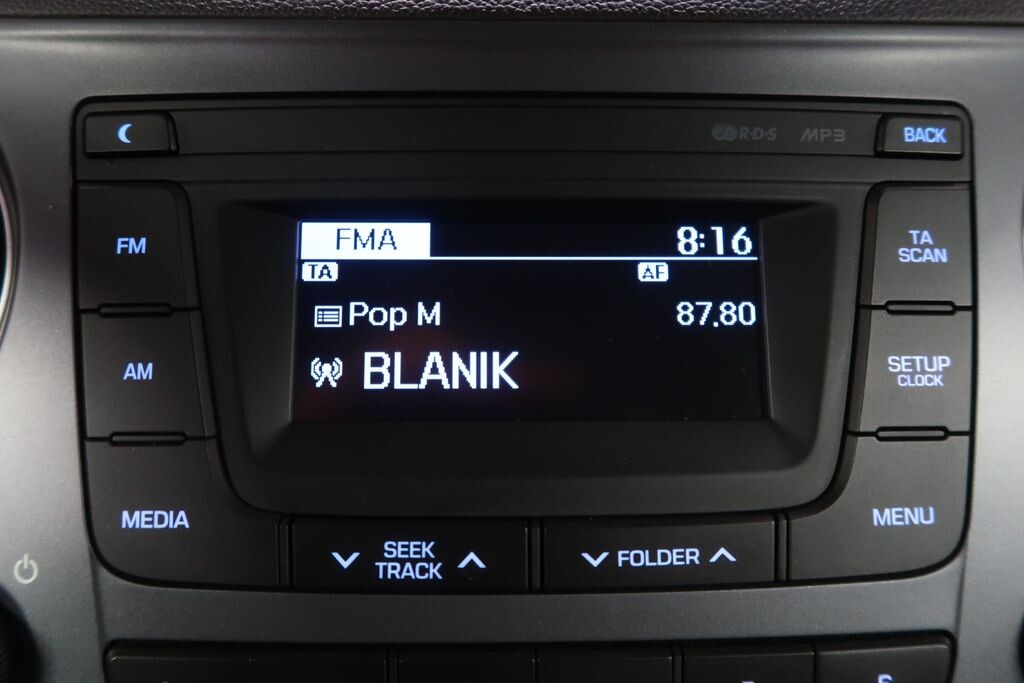 R·D·S MP3 BACK
FM
AM
MEDIA
FMA 8:16
TA AF
Pop M 87.80
BLANIK
TA
SCAN
SETUP
CLOCK
MENU
SEEK
TRACK
FOLDER